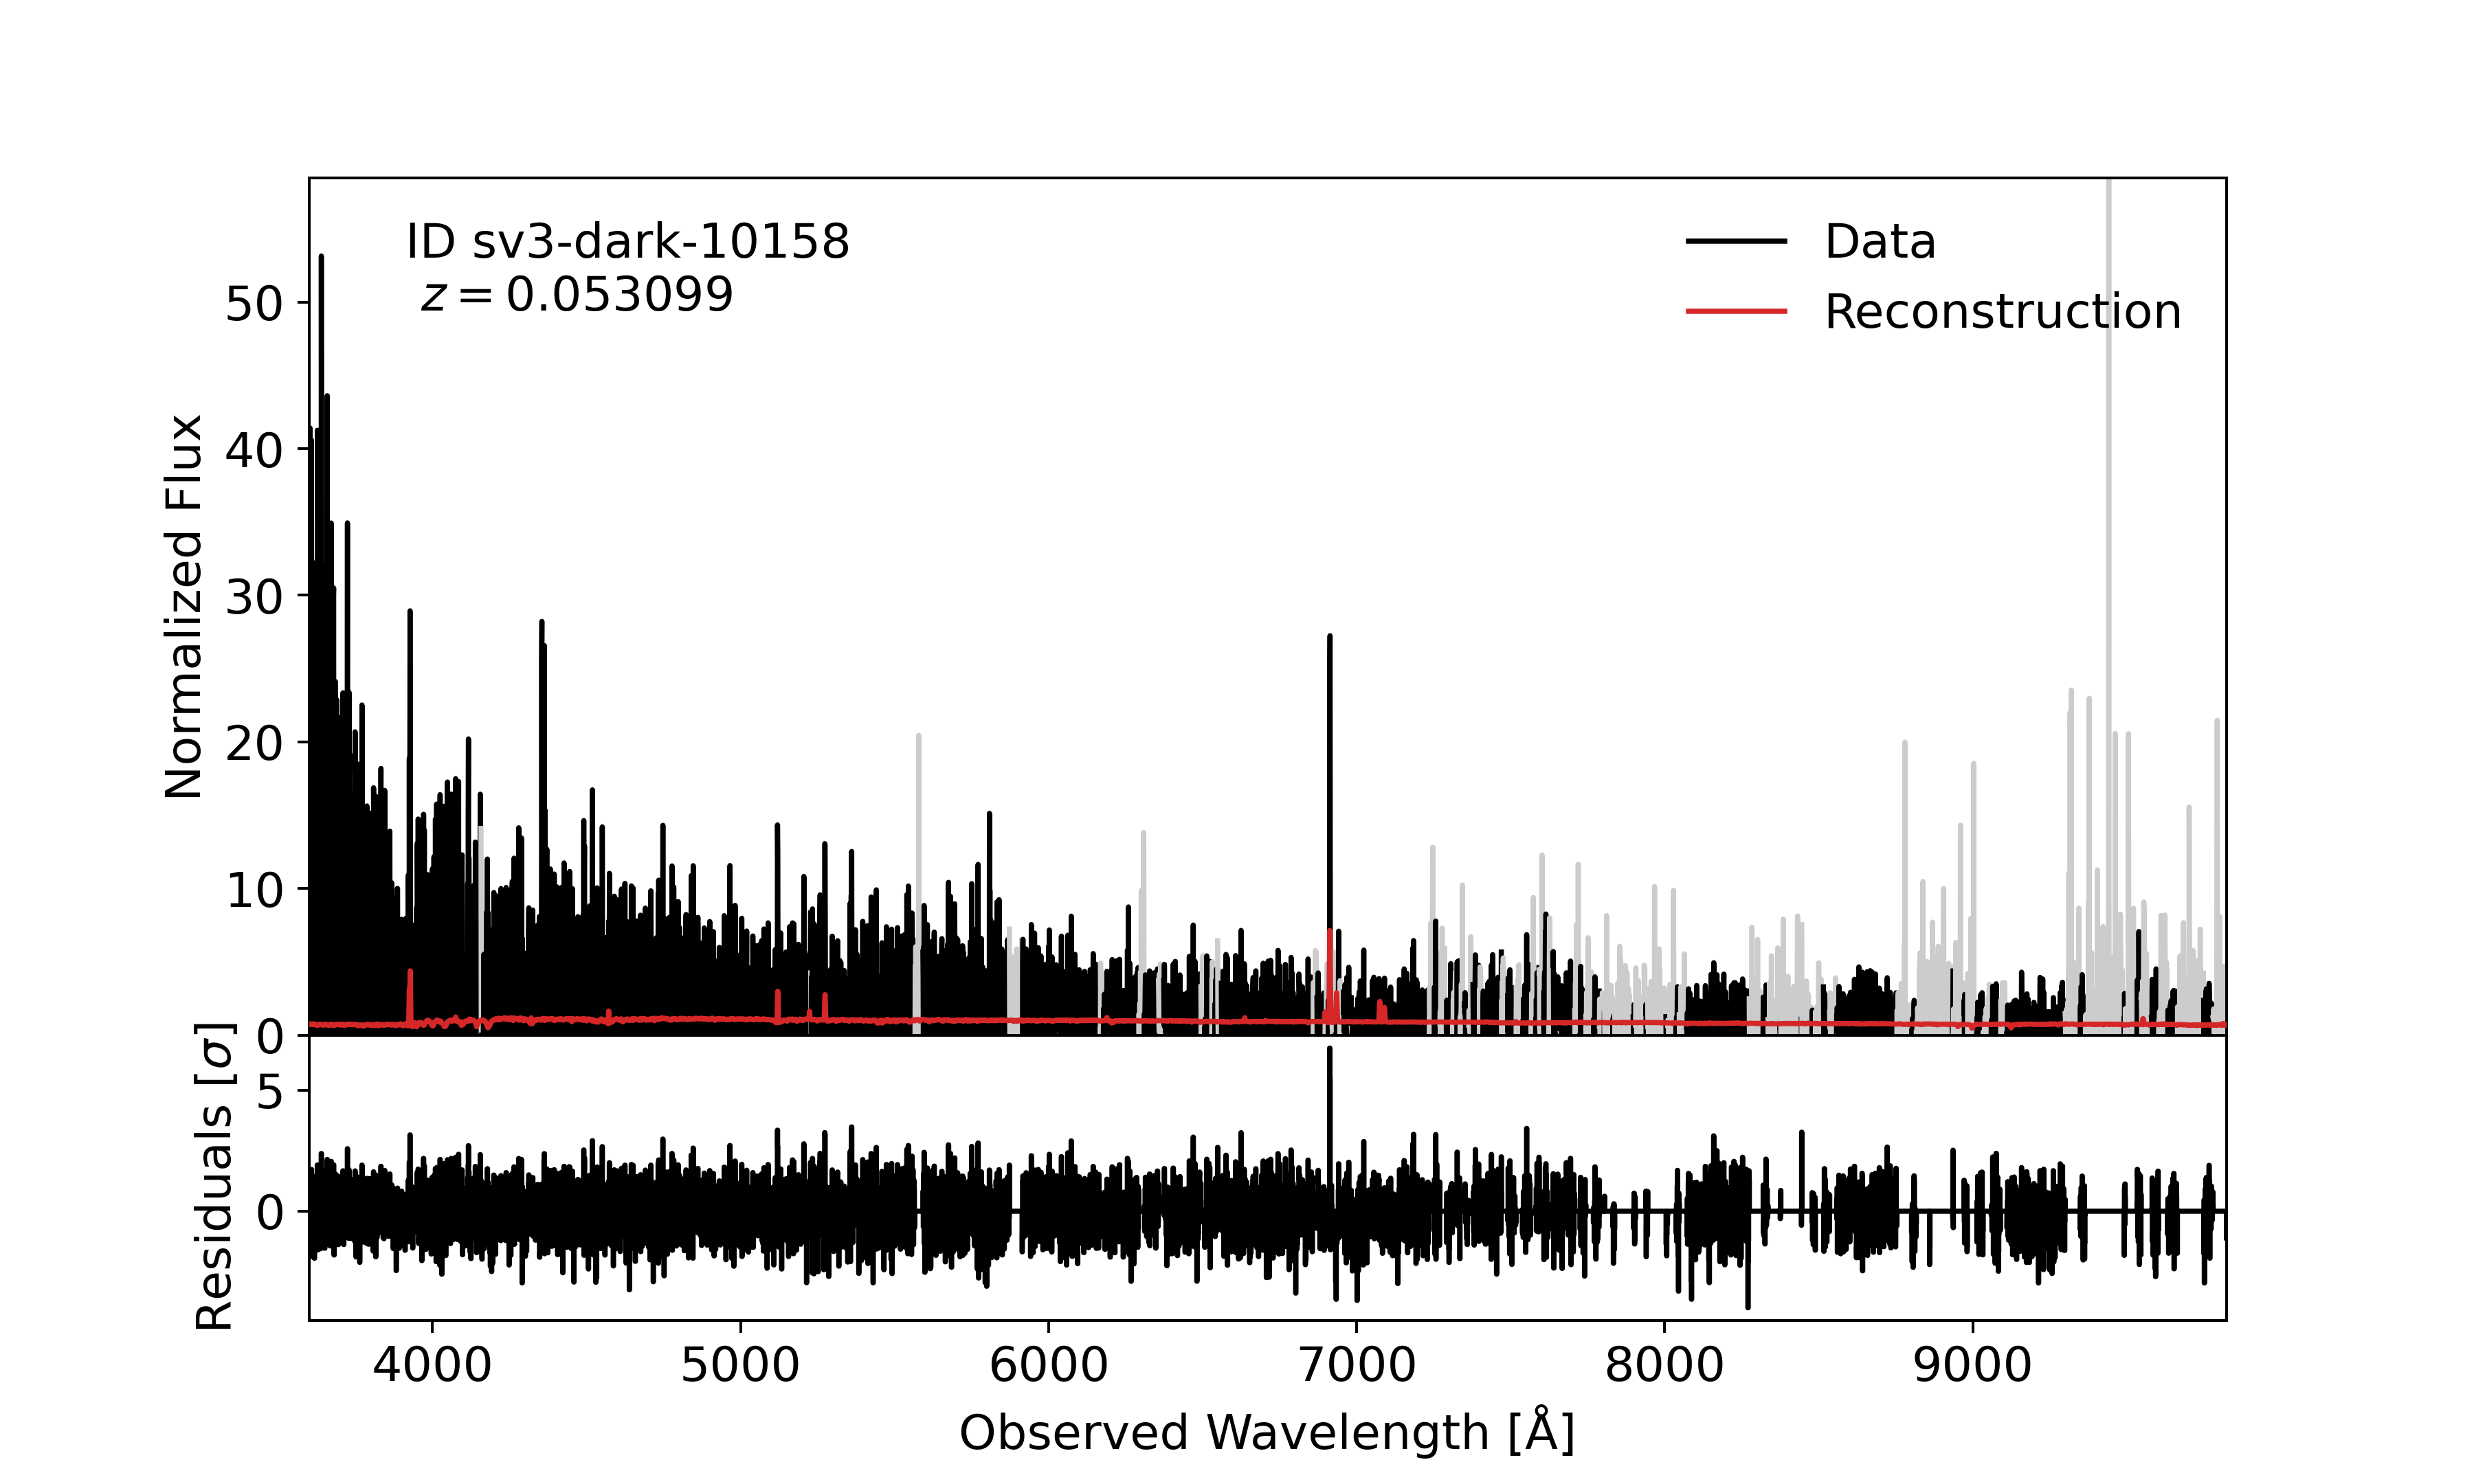 ID sv3-dark-10158
z = 0.053099
Data
Reconstruction
Normalized Flux
50
40
30
20
10
0
Residuals [σ]
5
0
4000 5000 6000 7000 8000 9000
Observed Wavelength [Å]